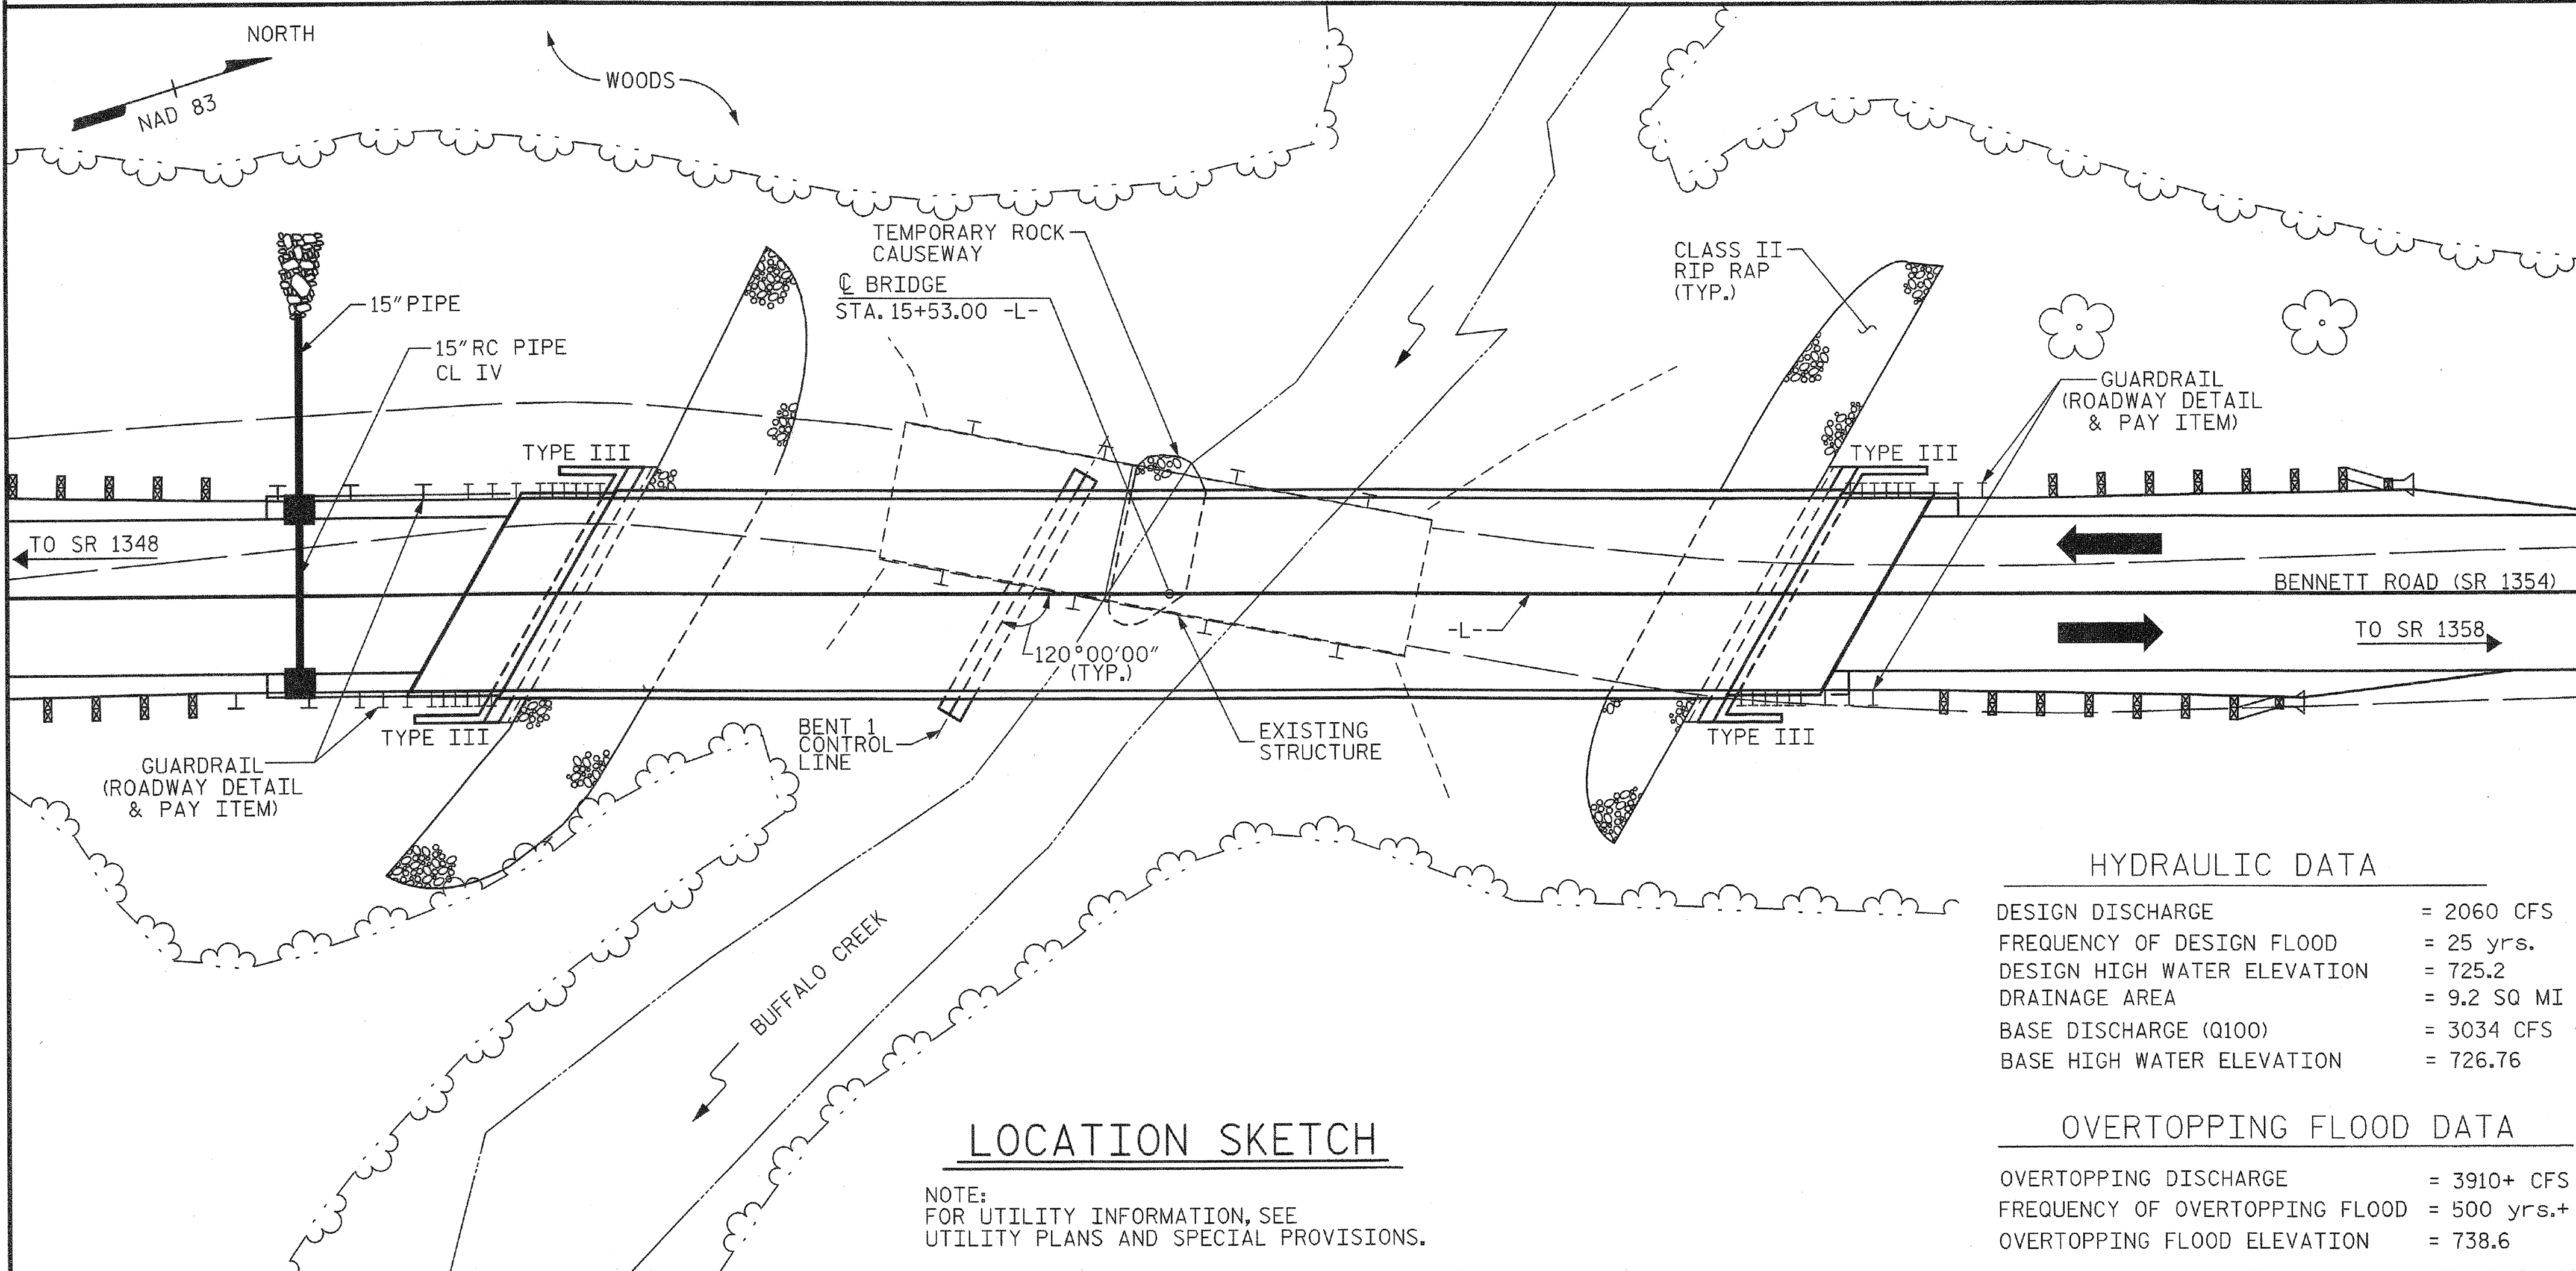 NORTH
NAD 83
WOODS
TEMPORARY ROCK
CAUSEWAY
℄ BRIDGE
STA. 15+53.00 -L-
CLASS II
RIP RAP
(TYP.)
15" PIPE
15" RC PIPE
CL IV
GUARDRAIL
(ROADWAY DETAIL
& PAY ITEM)
TYPE III
TYPE III
TO SR 1348
BENNETT ROAD (SR 1354)
-L-
TO SR 1358
120°00'00"
(TYP.)
TYPE III
TYPE III
BENT 1
CONTROL
LINE
EXISTING
STRUCTURE
GUARDRAIL
(ROADWAY DETAIL
& PAY ITEM)
BUFFALO CREEK
HYDRAULIC DATA
DESIGN DISCHARGE = 2060 CFS
FREQUENCY OF DESIGN FLOOD = 25 yrs.
DESIGN HIGH WATER ELEVATION = 725.2
DRAINAGE AREA = 9.2 SQ MI
BASE DISCHARGE (Q100) = 3034 CFS
BASE HIGH WATER ELEVATION = 726.76
OVERTOPPING FLOOD DATA
OVERTOPPING DISCHARGE = 3910+ CFS
FREQUENCY OF OVERTOPPING FLOOD = 500 yrs.+
OVERTOPPING FLOOD ELEVATION = 738.6
LOCATION SKETCH
NOTE:
FOR UTILITY INFORMATION, SEE
UTILITY PLANS AND SPECIAL PROVISIONS.